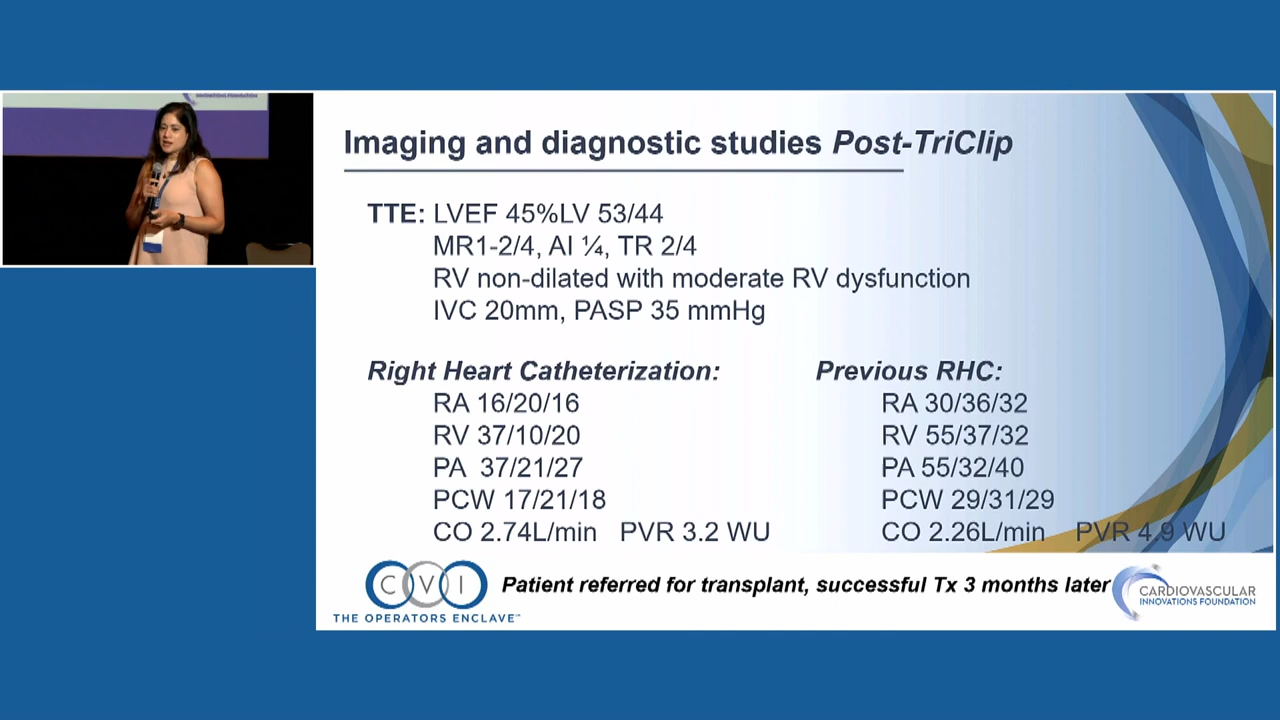 Imaging and diagnostic studies Post-TriClip
TTE: LVEF 45%LV 53/44
MR1-2/4, AI ¼, TR 2/4
RV non-dilated with moderate RV dysfunction
IVC 20mm, PASP 35 mmHg
Right Heart Catheterization:
RA 16/20/16
RV 37/10/20
PA 37/21/27
PCW 17/21/18
CO 2.74L/min PVR 3.2 WU
Previous RHC:
RA 30/36/32
RV 55/37/32
PA 55/32/40
PCW 29/31/29
CO 2.26L/min PVR 4.9 WU
CVI
THE OPERATORS ENCLAVE™
Patient referred for transplant, successful Tx 3 months later
CARDIOVASCULAR
INNOVATIONS FOUNDATION